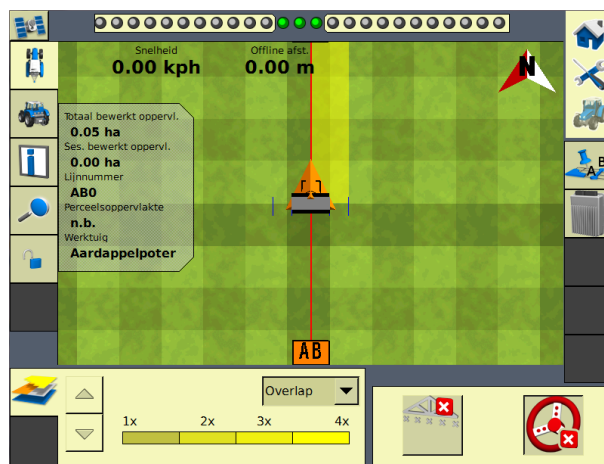 Snelheid
0.00 kph
Offline afst.
0.00 m
N
Totaal bewerkt oppervl.
0.05 ha
Ses. bewerkt oppervl.
0.00 ha
Lijnnummer
AB0
Perceelsoppervlakte
n.b.
Werktuig
Aardappelpoter
A B
AB
Overlap
1x 2x 3x 4x